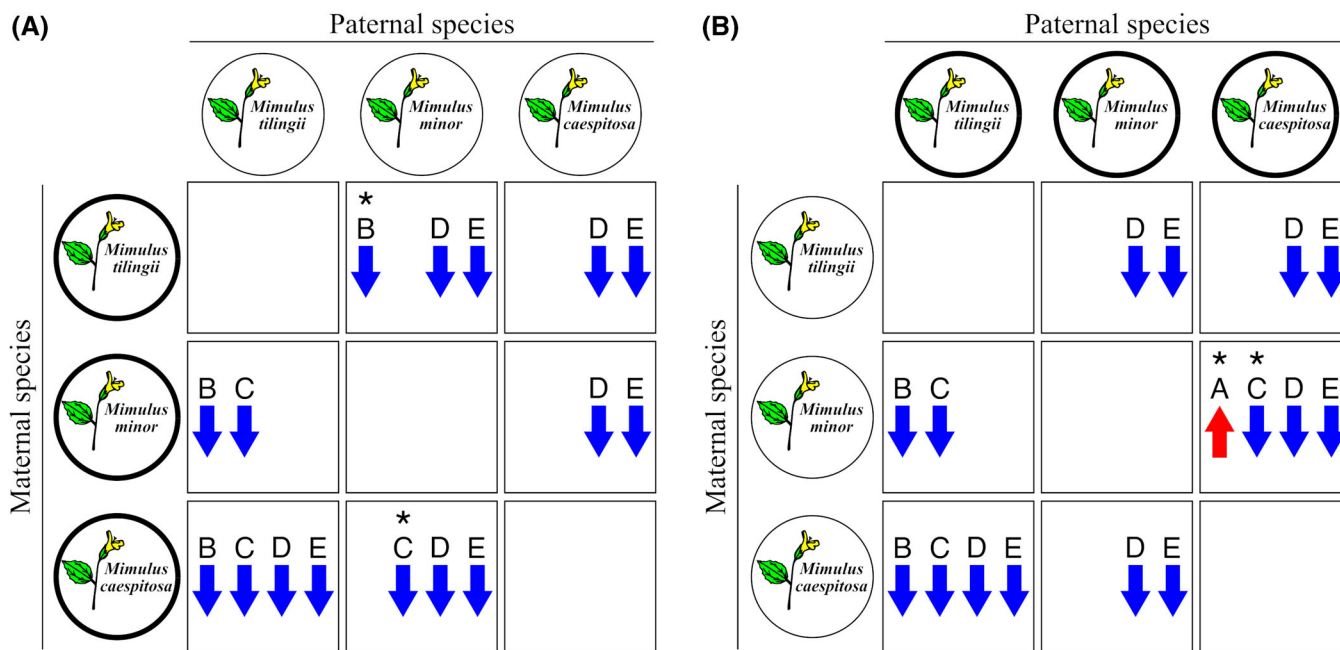 (A)
Paternal species
Mimulus
tilingii
Mimulus
minor
Mimulus
caespitosa
Maternal species
Mimulus
tilingii
*
B D E
D E
Mimulus
minor
B C
D E
Mimulus
caespitosa
B C D E
*
C D E
(B)
Paternal species
Mimulus
tilingii
Mimulus
minor
Mimulus
caespitosa
Maternal species
Mimulus
tilingii
D E
D E
Mimulus
minor
B C
* *
A C D E
Mimulus
caespitosa
B C D E
D E